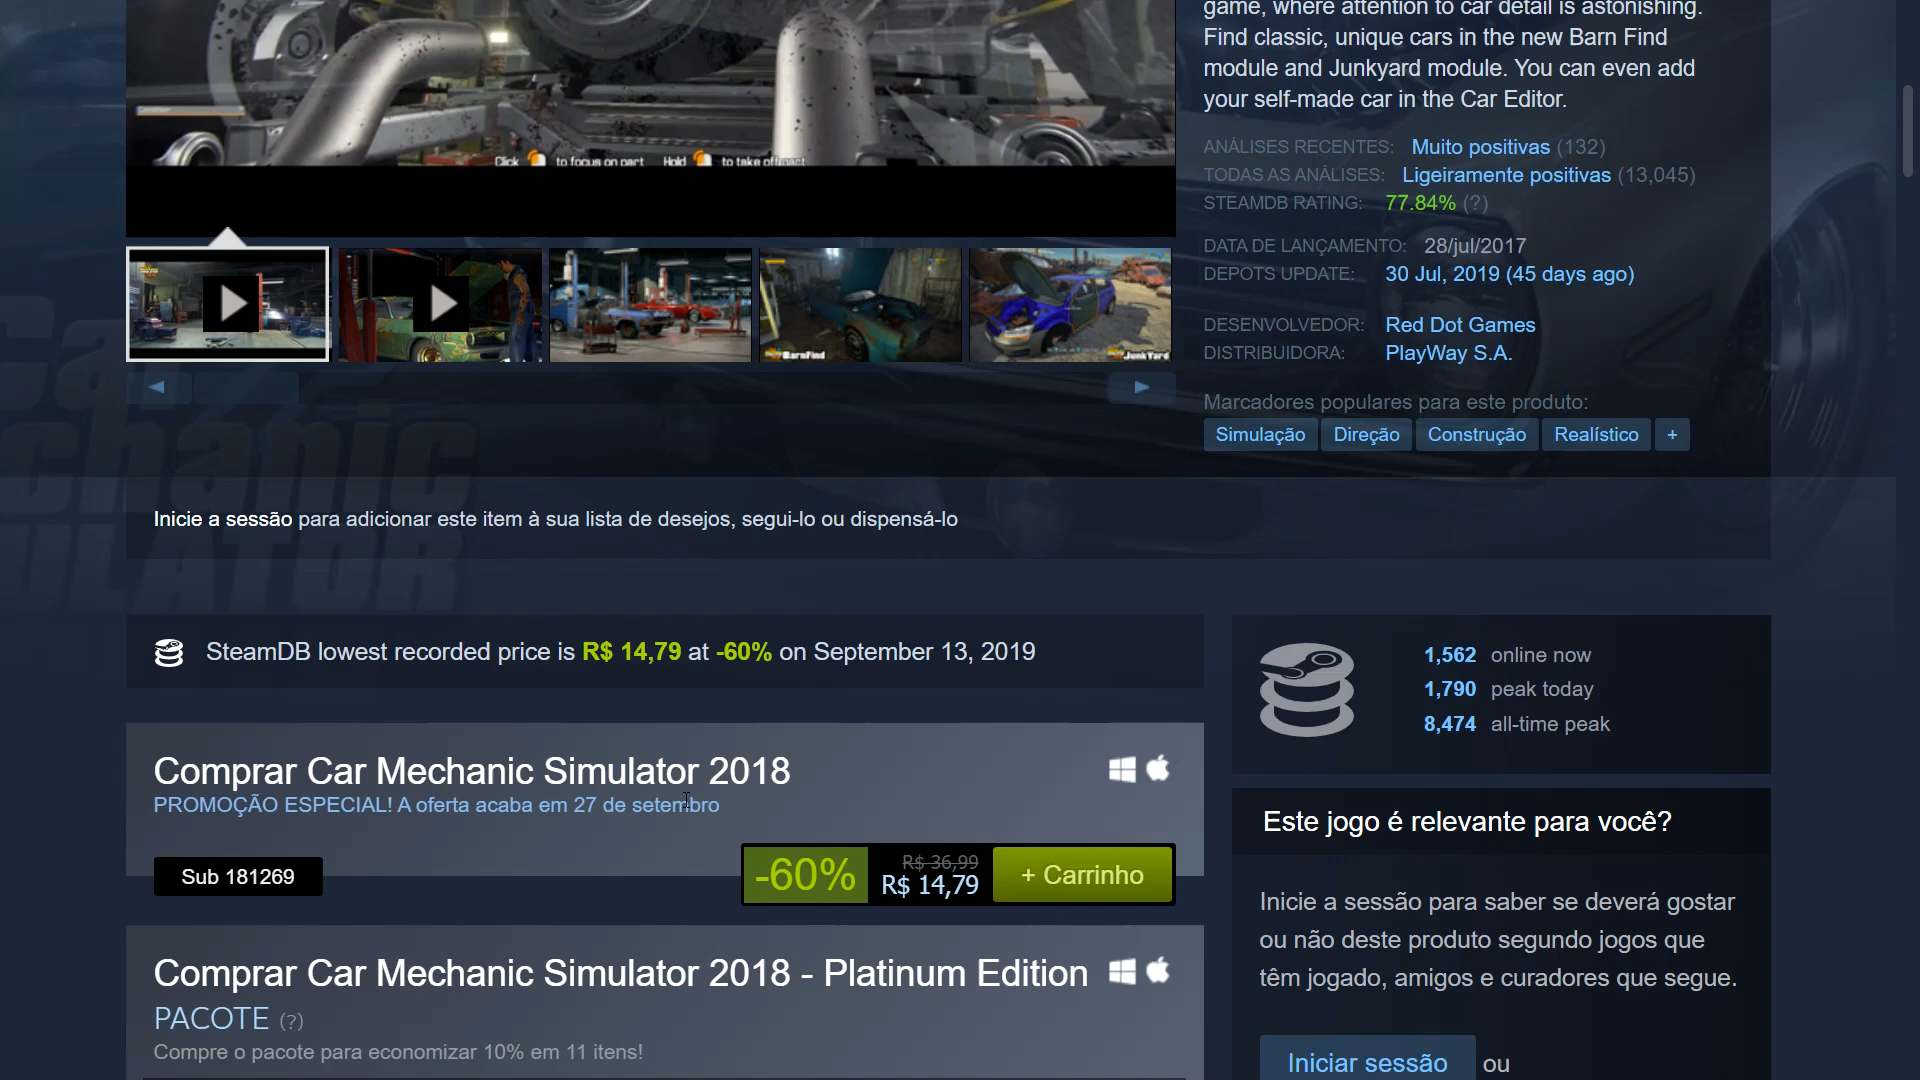 game, where attention to car detail is astonishing.
Find classic, unique cars in the new Barn Find
module and Junkyard module. You can even add
your self-made car in the Car Editor.
Click to focus on part Hold to take off part
ANÁLISES RECENTES: Muito positivas (132)
TODAS AS ANÁLISES: Ligeiramente positivas (13,045)
STEAMDB RATING: 77.84% (?)
DATA DE LANÇAMENTO: 28/jul/2017
DEPOTS UPDATE: 30 Jul, 2019 (45 days ago)
DESENVOLVEDOR: Red Dot Games
DISTRIBUIDORA: PlayWay S.A.
BarnFind
JunkYard
Marcadores populares para este produto:
Simulação Direção Construção Realístico +
Inicie a sessão para adicionar este item à sua lista de desejos, segui-lo ou dispensá-lo
SteamDB lowest recorded price is R$ 14,79 at -60% on September 13, 2019
1,562 online now
1,790 peak today
8,474 all-time peak
Comprar Car Mechanic Simulator 2018
PROMOÇÃO ESPECIAL! A oferta acaba em 27 de setembro
Sub 181269
-60% R$ 36,99
R$ 14,79
+ Carrinho
Este jogo é relevante para você?
Inicie a sessão para saber se deverá gostar
ou não deste produto segundo jogos que
têm jogado, amigos e curadores que segue.
Iniciar sessão ou
Comprar Car Mechanic Simulator 2018 - Platinum Edition
PACOTE (?)
Compre o pacote para economizar 10% em 11 itens!